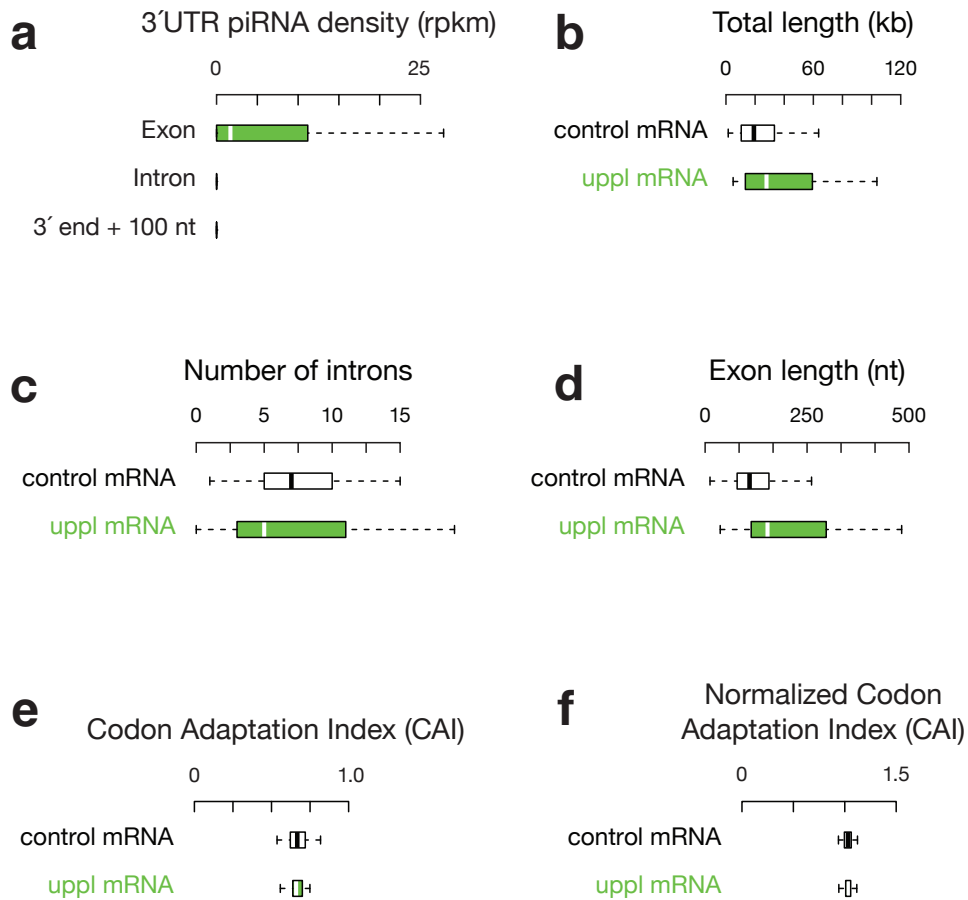 a 3′UTR piRNA density (rpkm)
0 25
Exon
Intron
3′ end + 100 nt
b Total length (kb)
0 60 120
control mRNA
uppl mRNA
c Number of introns
0 5 10 15
control mRNA
uppl mRNA
d Exon length (nt)
0 250 500
control mRNA
uppl mRNA
e Codon Adaptation Index (CAI)
0 1.0
control mRNA
uppl mRNA
f Normalized Codon
Adaptation Index (CAI)
0 1.5
control mRNA
uppl mRNA